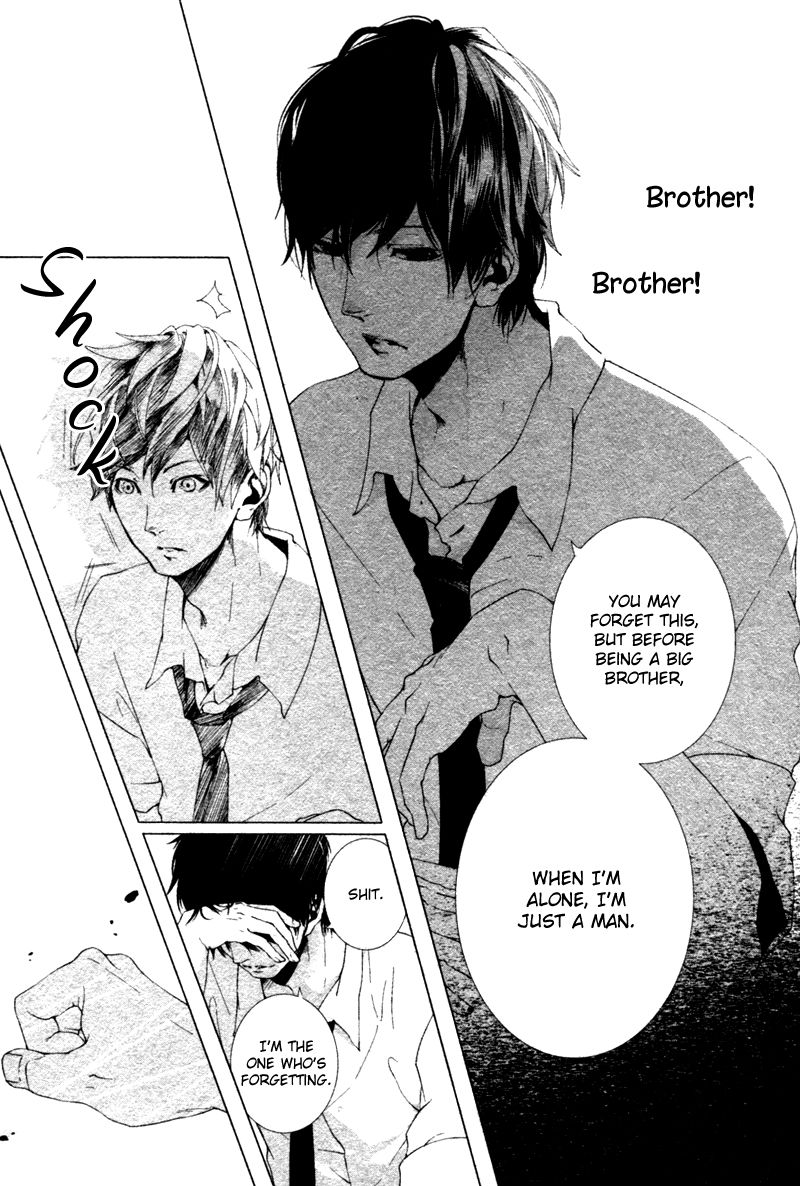 Brother!
Brother!
YOU MAY
FORGET THIS,
BUT BEFORE
BEING A BIG
BROTHER,
WHEN I'M
ALONE, I'M
JUST A MAN.
Shock
SHIT.
I'M THE
ONE WHO'S
FORGETTING.